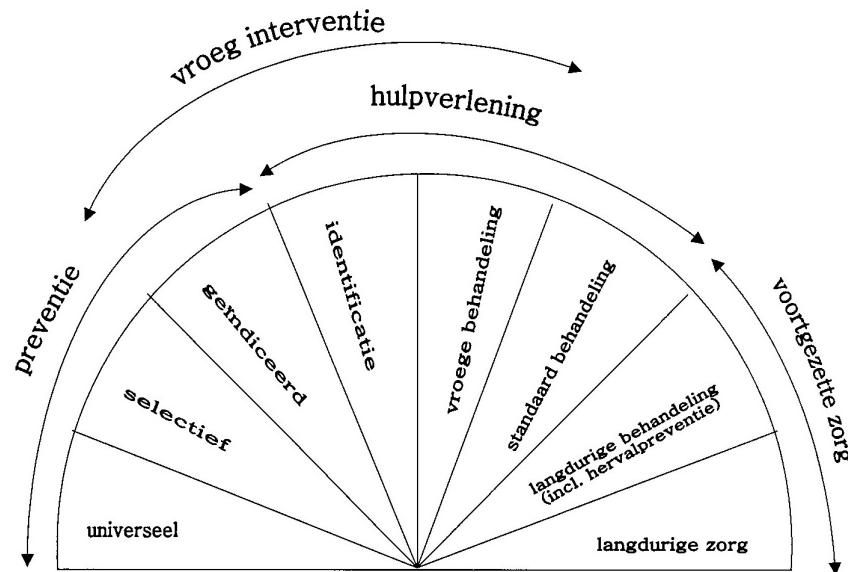 vroeg interventie
hulpverlening
preventie
voortgezette zorg
universeel
selectief
geïndiceerd
identificatie
vroege behandeling
standaard behandeling
langdurige behandeling
(incl. hervalpreventie)
langdurige zorg